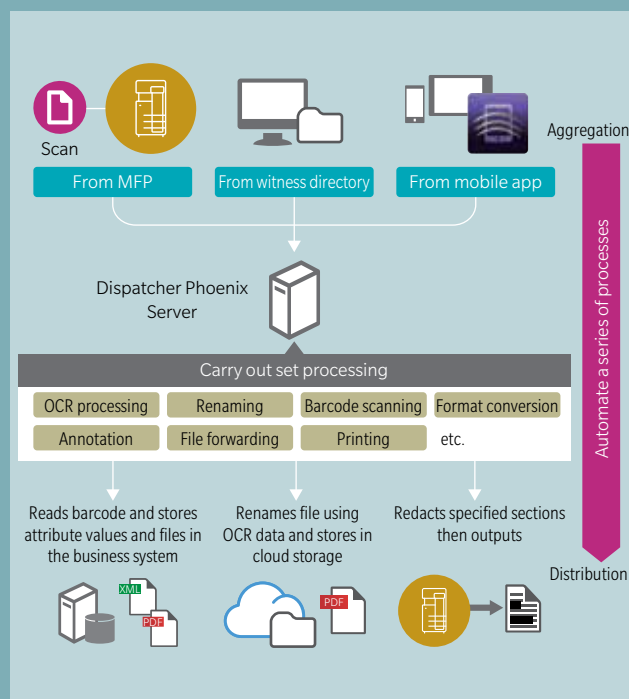 Scan
Aggregation
From MFP
From witness directory
From mobile app
Dispatcher Phoenix
Server
Automate a series of processes
Carry out set processing
OCR processing
Renaming
Barcode scanning
Format conversion
Annotation
File forwarding
Printing
etc.
Reads barcode and stores
attribute values and files in
the business system
Renames file using
OCR data and stores in
cloud storage
Redacts specified sections
then outputs
Distribution
XML
PDF
PDF